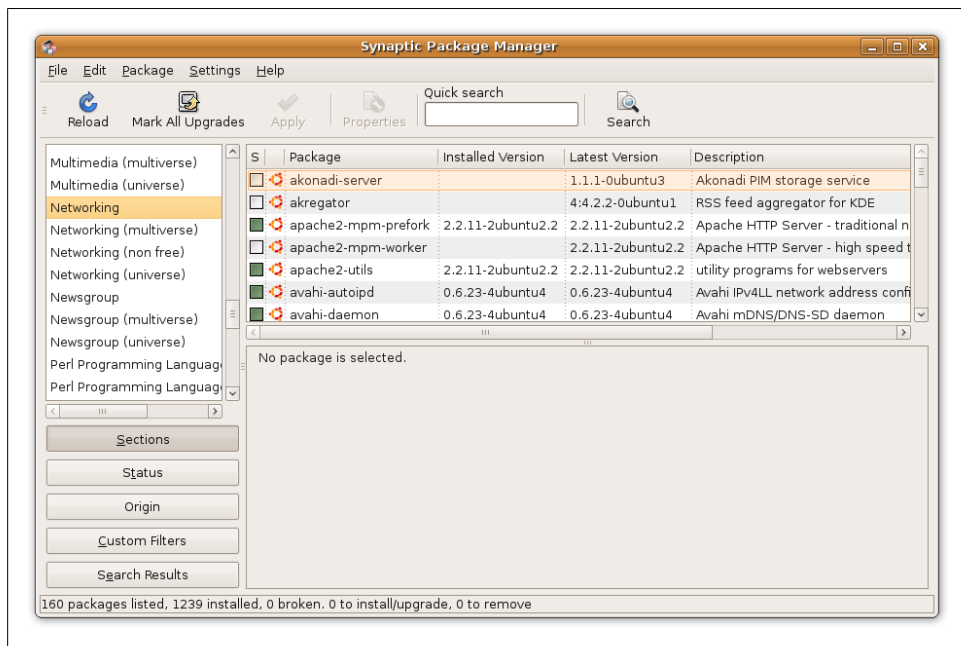 Synaptic Package Manager
File Edit Package Settings Help
Quick search
Reload Mark All Upgrades Apply Properties Search
Multimedia (multiverse)
Multimedia (universe)
Networking
Networking (multiverse)
Networking (non free)
Networking (universe)
Newsgroup
Newsgroup (multiverse)
Newsgroup (universe)
Perl Programming Languag
Perl Programming Languag
Sections
Status
Origin
Custom Filters
Search Results
S Package Installed Version Latest Version Description
akonadi-server 1.1.1-0ubuntu3 Akonadi PIM storage service
akregator 4:4.2.2-0ubuntu1 RSS feed aggregator for KDE
apache2-mpm-prefork 2.2.11-2ubuntu2.2 2.2.11-2ubuntu2.2 Apache HTTP Server - traditional n
apache2-mpm-worker 2.2.11-2ubuntu2.2 Apache HTTP Server - high speed t
apache2-utils 2.2.11-2ubuntu2.2 2.2.11-2ubuntu2.2 utility programs for webservers
avahi-autoipd 0.6.23-4ubuntu4 0.6.23-4ubuntu4 Avahi IPv4LL network address confi
avahi-daemon 0.6.23-4ubuntu4 0.6.23-4ubuntu4 Avahi mDNS/DNS-SD daemon
No package is selected.
160 packages listed, 1239 installed, 0 broken. 0 to install/upgrade, 0 to remove